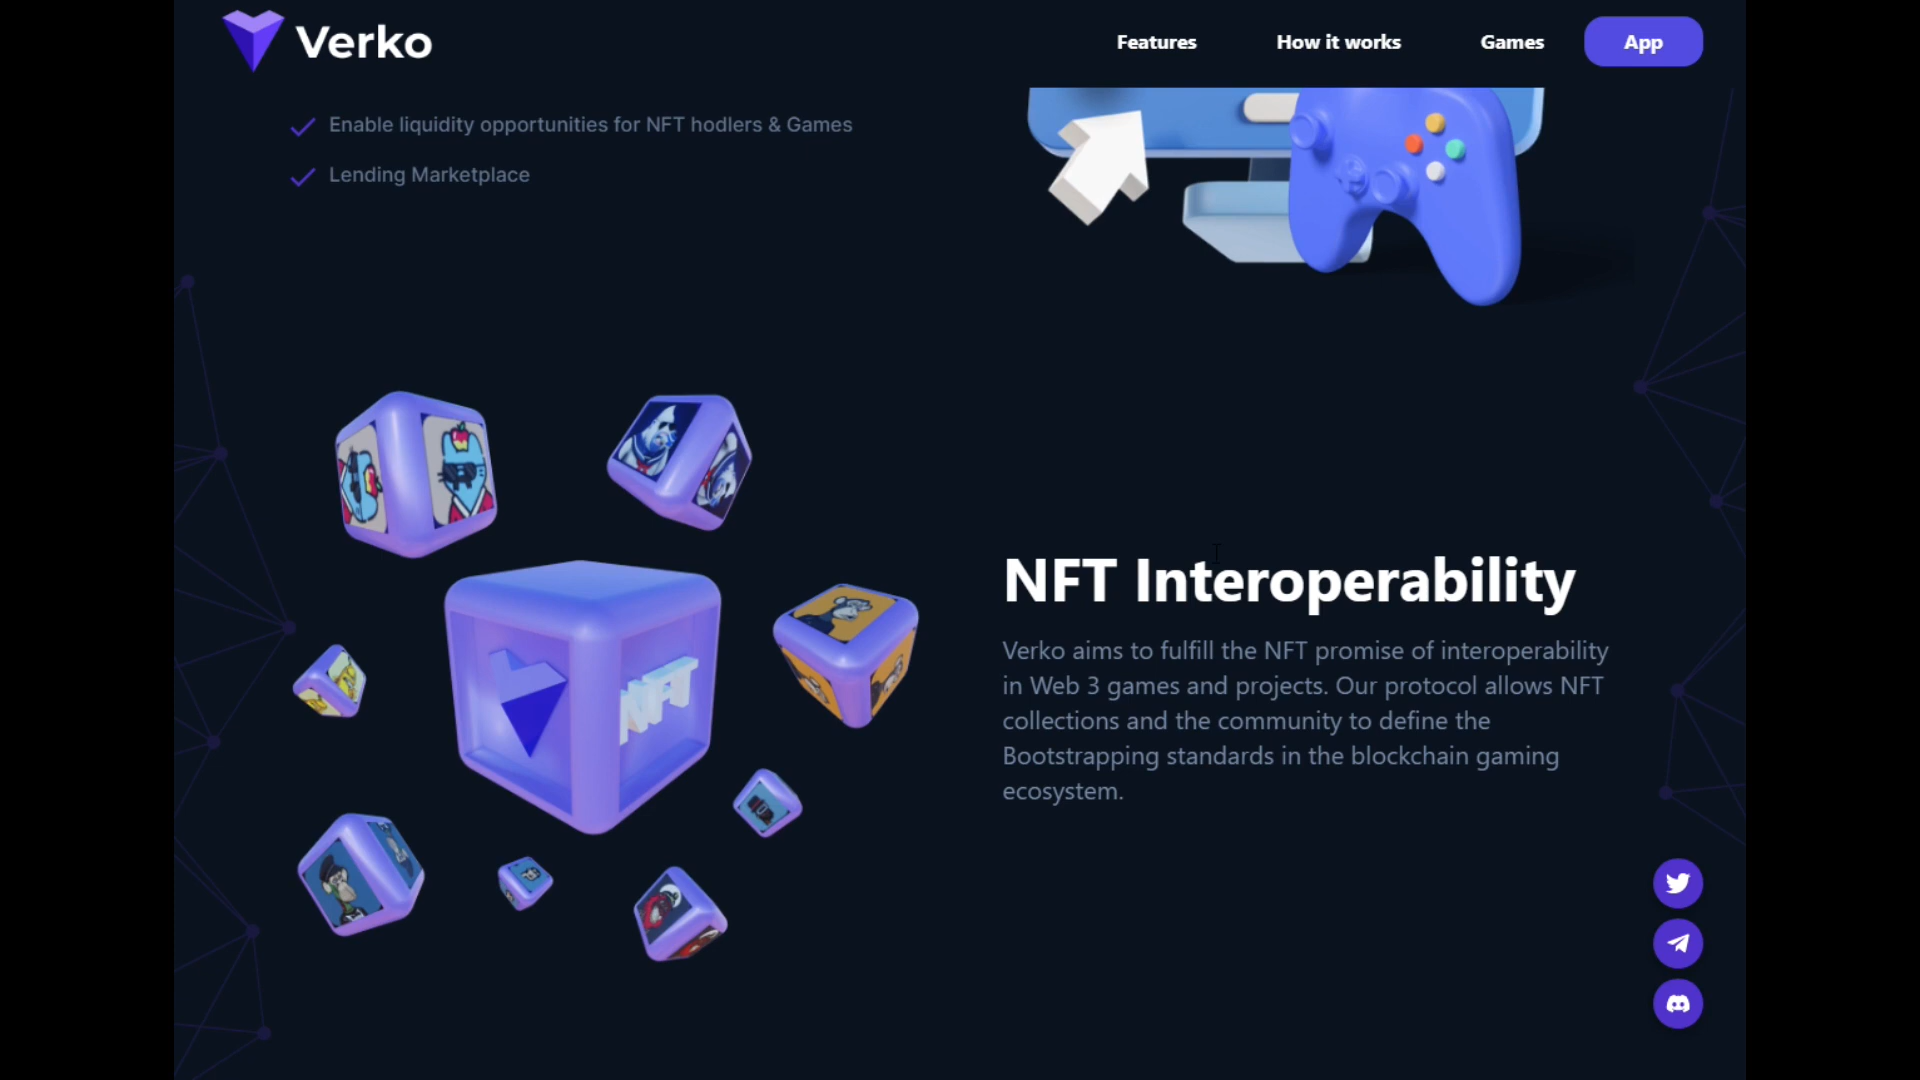 Verko
Features
How it works
Games
App
Enable liquidity opportunities for NFT hodlers & Games
Lending Marketplace
NFT
NFT Interoperability
Verko aims to fulfill the NFT promise of interoperability
in Web 3 games and projects. Our protocol allows NFT
collections and the community to define the
Bootstrapping standards in the blockchain gaming
ecosystem.